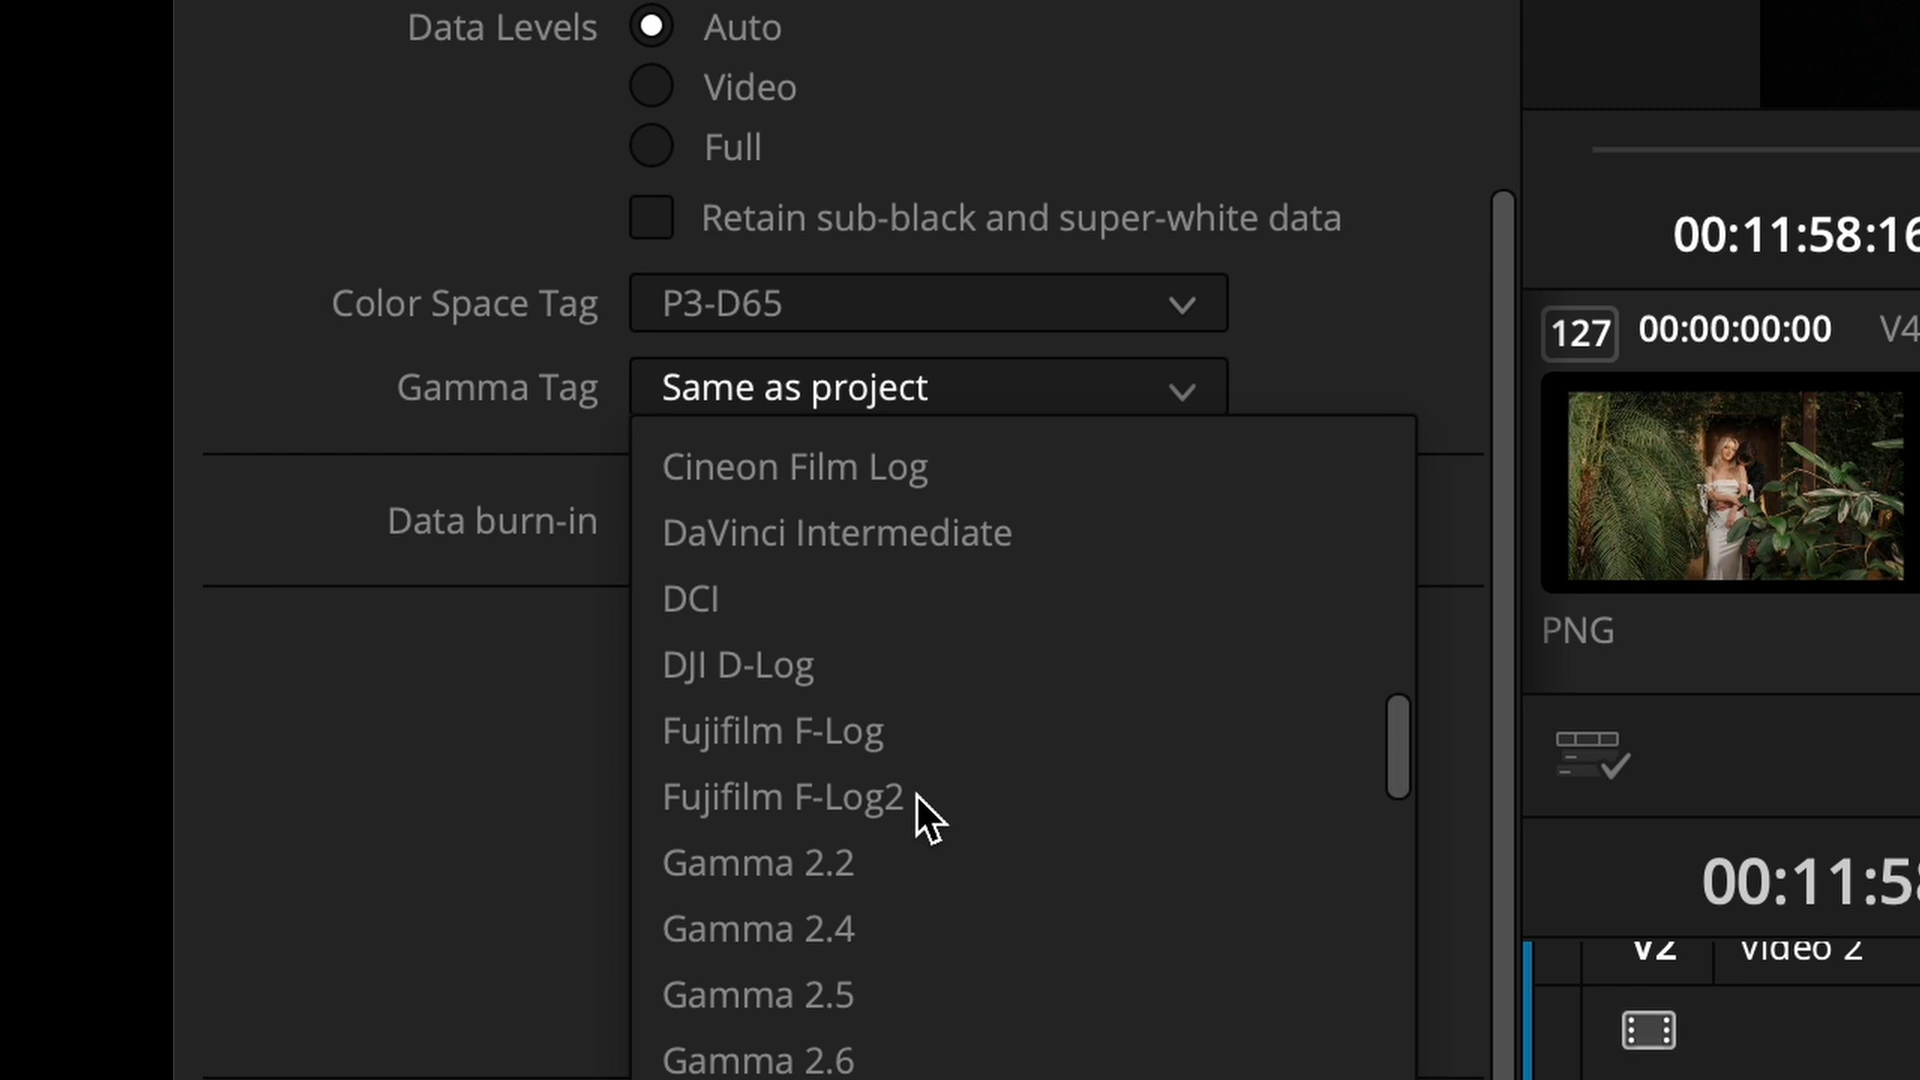 Data Levels
Auto
Video
Full
Retain sub-black and super-white data
Color Space Tag
P3-D65
Gamma Tag
Same as project
Cineon Film Log
DaVinci Intermediate
DCI
DJI D-Log
Fujifilm F-Log
Fujifilm F-Log2
Gamma 2.2
Gamma 2.4
Gamma 2.5
Gamma 2.6
Data burn-in
00:11:58:16
127 00:00:00:00 V4
PNG
00:11:58
V2 Video 2